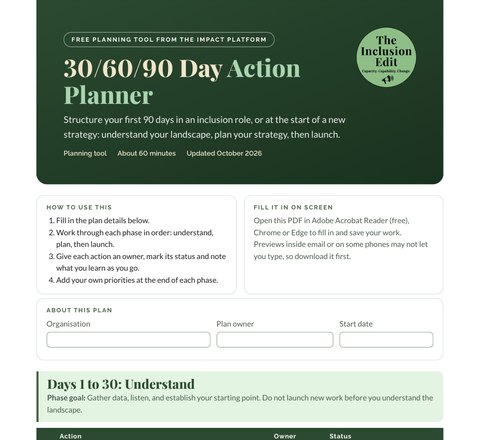 FREE PLANNING TOOL FROM THE IMPACT PLATFORM
30/60/90 Day Action
Planner
Structure your first 90 days in an inclusion role, or at the start of a new
strategy: understand your landscape, plan your strategy, then launch.
Planning tool About 60 minutes Updated October 2026
The
Inclusion
Edit
Capacity. Capability. Change.
HOW TO USE THIS
1. Fill in the plan details below.
2. Work through each phase in order: understand,
plan, then launch.
3. Give each action an owner, mark its status and note
what you learn as you go.
4. Add your own priorities at the end of each phase.
FILL IT IN ON SCREEN
Open this PDF in Adobe Acrobat Reader (free),
Chrome or Edge to fill in and save your work.
Previews inside email or on some phones may not let
you type, so download it first.
ABOUT THIS PLAN
Organisation Plan owner Start date
Days 1 to 30: Understand
Phase goal: Gather data, listen, and establish your starting point. Do not launch new work before you understand the
landscape.
Action Owner Status